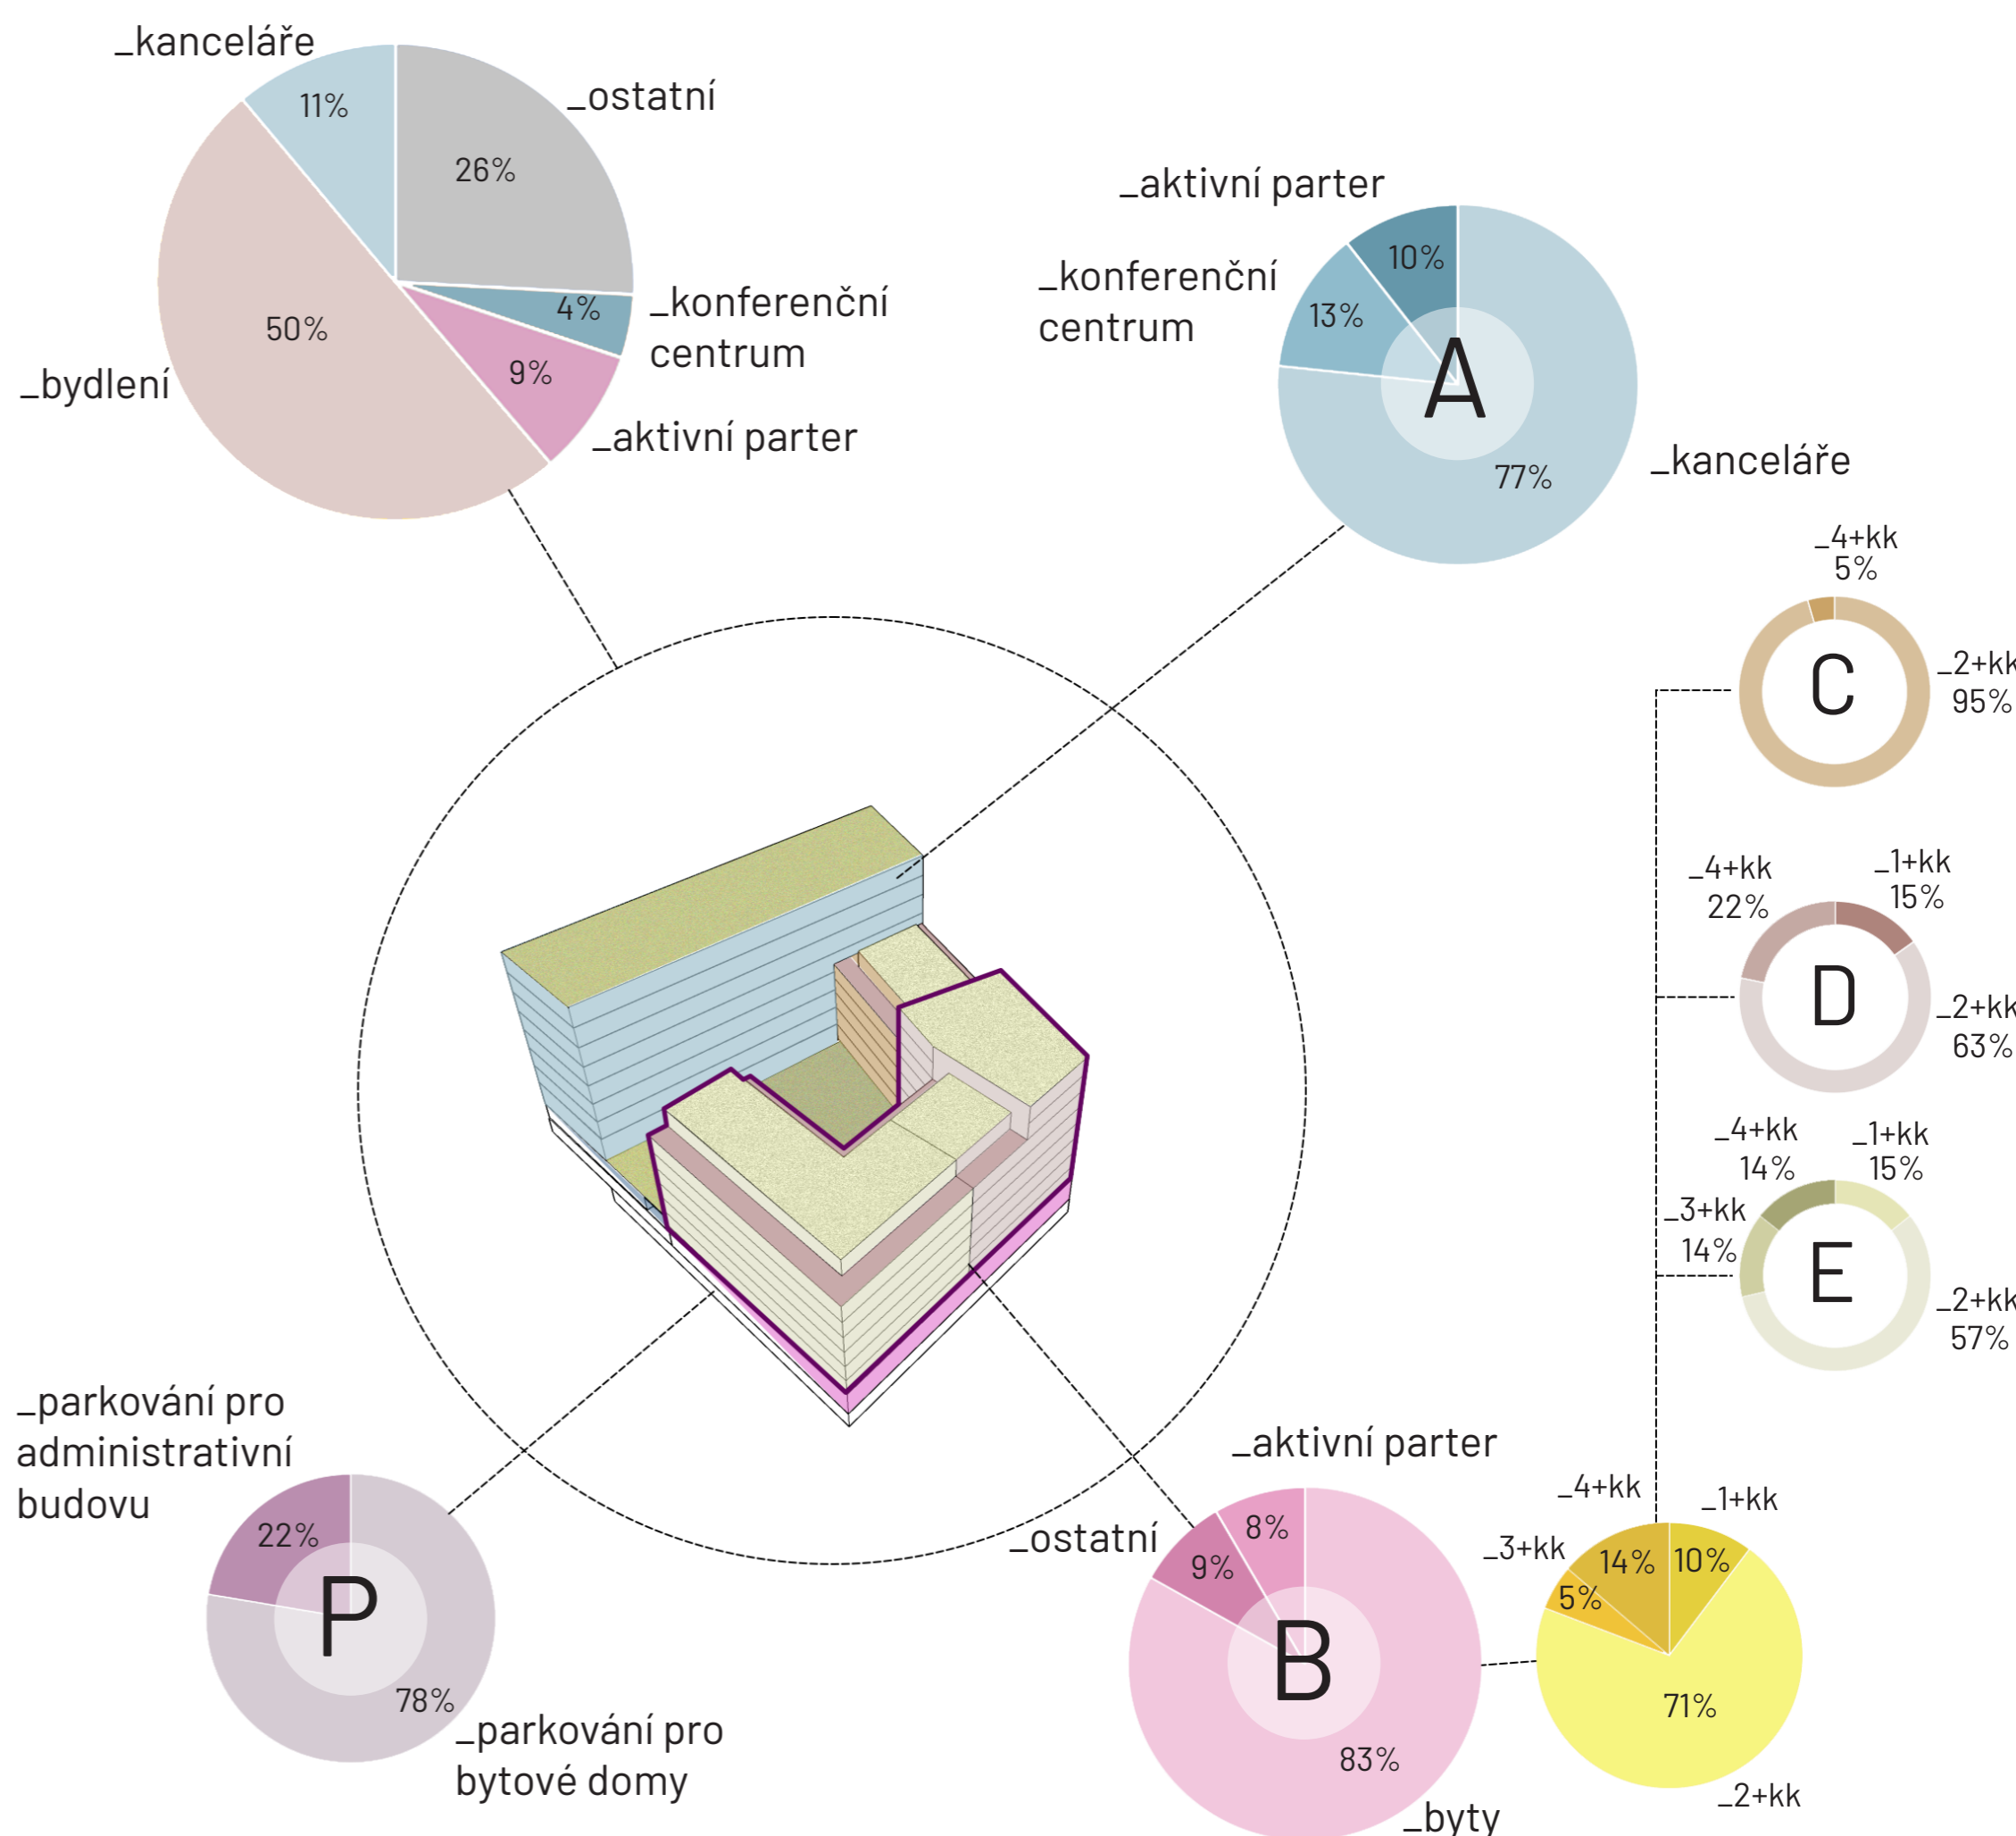 _kanceláře
11%
_ostatní
26%
_konferenční
centrum
4%
9%
_aktivní parter
50%
_bydlení
_aktivní parter
10%
_konferenční
centrum
13%
A
77%
_kanceláře
_4+kk
5%
C
_2+kk
95%
_4+kk
22%
_1+kk
15%
D
_2+kk
63%
_4+kk
14%
_1+kk
15%
_3+kk
14%
E
_2+kk
57%
_parkování pro
administrativní
budovu
22%
P
78%
_parkování pro
bytové domy
_aktivní parter
8%
_ostatní
9%
B
83%
_byty
_4+kk
14%
_1+kk
10%
_3+kk
5%
71%
_2+kk